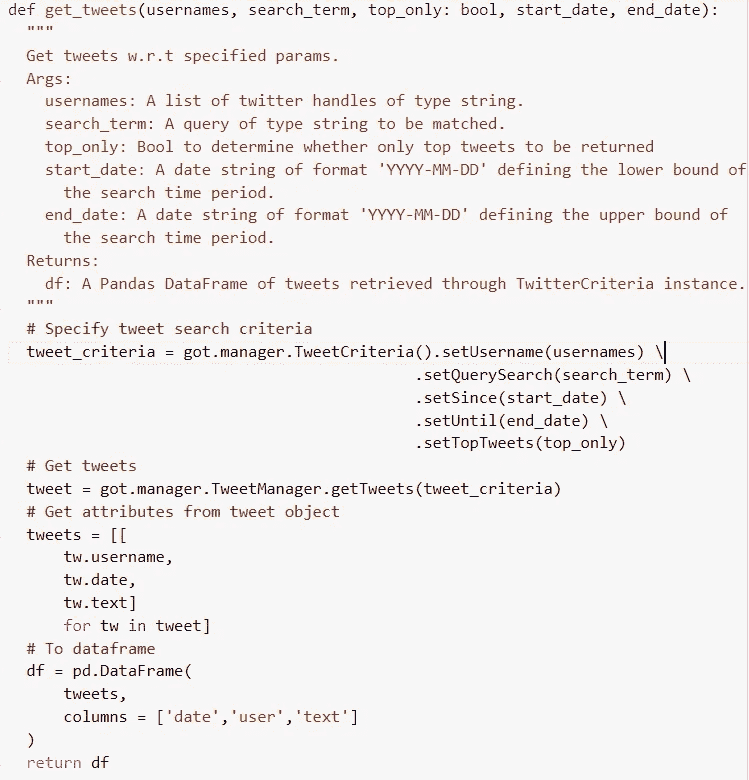 def get_tweets(usernames, search_term, top_only: bool, start_date, end_date):
"""
Get tweets w.r.t specified params.
Args:
usernames: A list of twitter handles of type string.
search_term: A query of type string to be matched.
top_only: Bool to determine whether only top tweets to be returned
start_date: A date string of format 'YYYY-MM-DD' defining the lower bound of
the search time period.
end_date: A date string of format 'YYYY-MM-DD' defining the upper bound of
the search time period.
Returns:
df: A Pandas DataFrame of tweets retrieved through TwitterCriteria instance.
"""
# Specify tweet search criteria
tweet_criteria = got.manager.TweetCriteria().setUsername(usernames) \
.setQuerySearch(search_term) \
.setSince(start_date) \
.setUntil(end_date) \
.setTopTweets(top_only)
# Get tweets
tweet = got.manager.TweetManager.getTweets(tweet_criteria)
# Get attributes from tweet object
tweets = [[
tw.username,
tw.date,
tw.text]
for tw in tweet]
# To dataframe
df = pd.DataFrame(
tweets,
columns = ['date','user','text']
)
return df